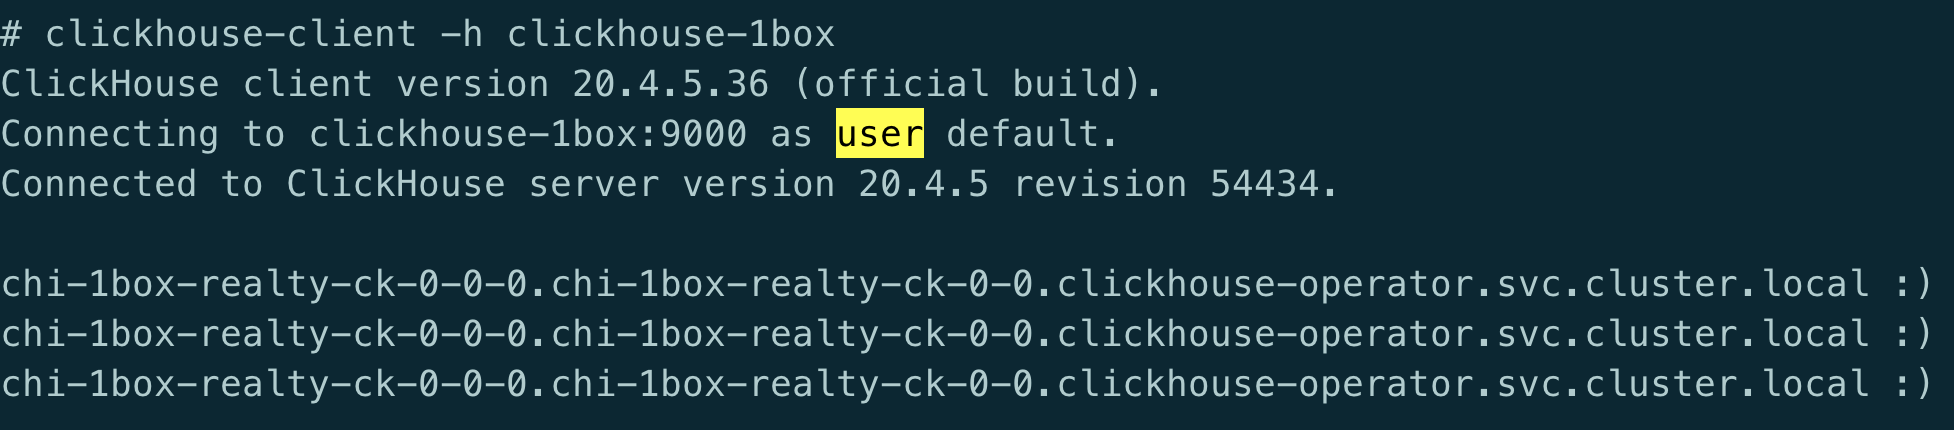 # clickhouse-client -h clickhouse-1box
ClickHouse client version 20.4.5.36 (official build).
Connecting to clickhouse-1box:9000 as user default.
Connected to ClickHouse server version 20.4.5 revision 54434.
chi-1box-realty-ck-0-0-0.chi-1box-realty-ck-0-0.clickhouse-operator.svc.cluster.local :)
chi-1box-realty-ck-0-0-0.chi-1box-realty-ck-0-0.clickhouse-operator.svc.cluster.local :)
chi-1box-realty-ck-0-0-0.chi-1box-realty-ck-0-0.clickhouse-operator.svc.cluster.local :)